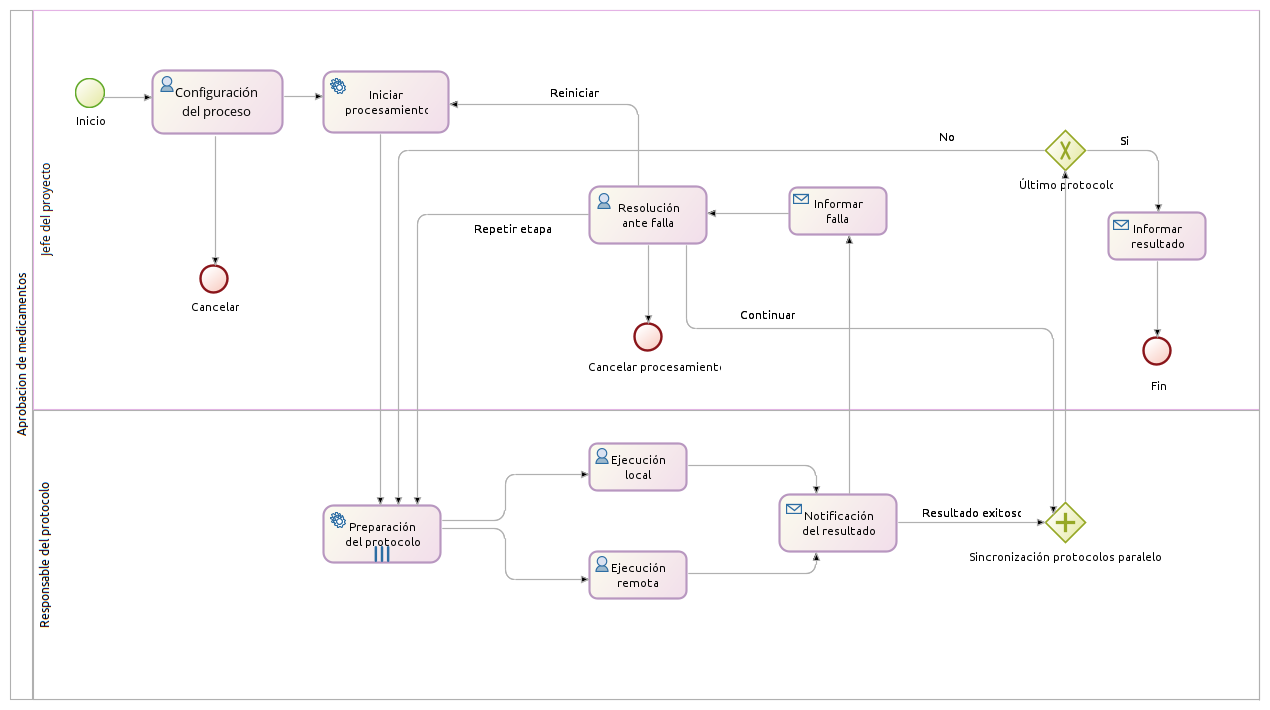 Aprobacion de medicamentos
Jefe del proyecto
Inicio
Configuración
del proceso
Iniciar
procesamiento
Reiniciar
No
Si
Último protocolo
Resolución
ante falla
Informar
falla
Informar
resultado
Repetir etapa
Cancelar
Continuar
Cancelar procesamiento
Fin
Responsable del protocolo
Ejecución
local
Preparación
del protocolo
Notificación
del resultado
Resultado exitoso
Sincronización protocolos paralelo
Ejecución
remota